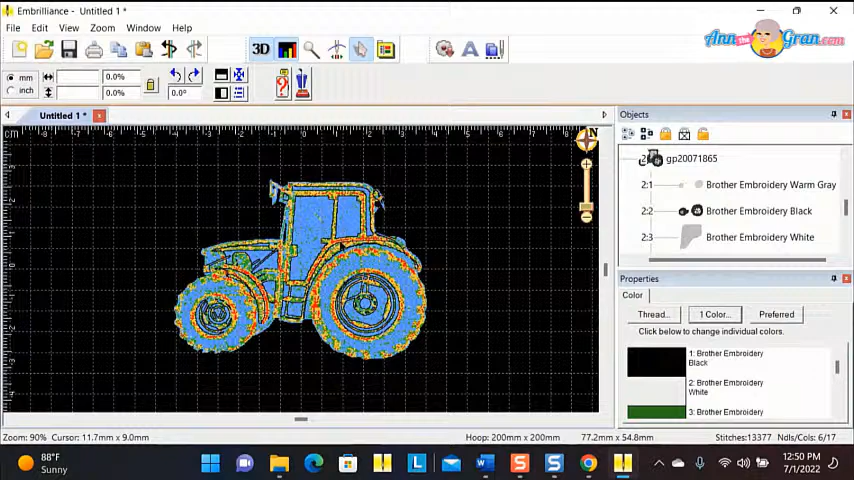 Embrilliance - Untitled 1 *
File Edit View Zoom Window Help
Ann Gran.com
3D
mm
inch
0.0%
0.0%
0.0°
Untitled 1 *
cm
N
Objects
gp20071865
2:1 Brother Embroidery Warm Gray
2:2 Brother Embroidery Black
2:3 Brother Embroidery White
Properties
Color
Thread... 1 Color... Preferred
Click below to change individual colors.
1: Brother Embroidery
Black
2: Brother Embroidery
White
3: Brother Embroidery
Zoom: 90% Cursor: 11.7mm x 9.0mm Hoop: 200mm x 200mm 77.2mm x 54.8mm Stitches:13377 Ndls/Cols: 6/17
88°F
Sunny
12:50 PM
7/1/2022